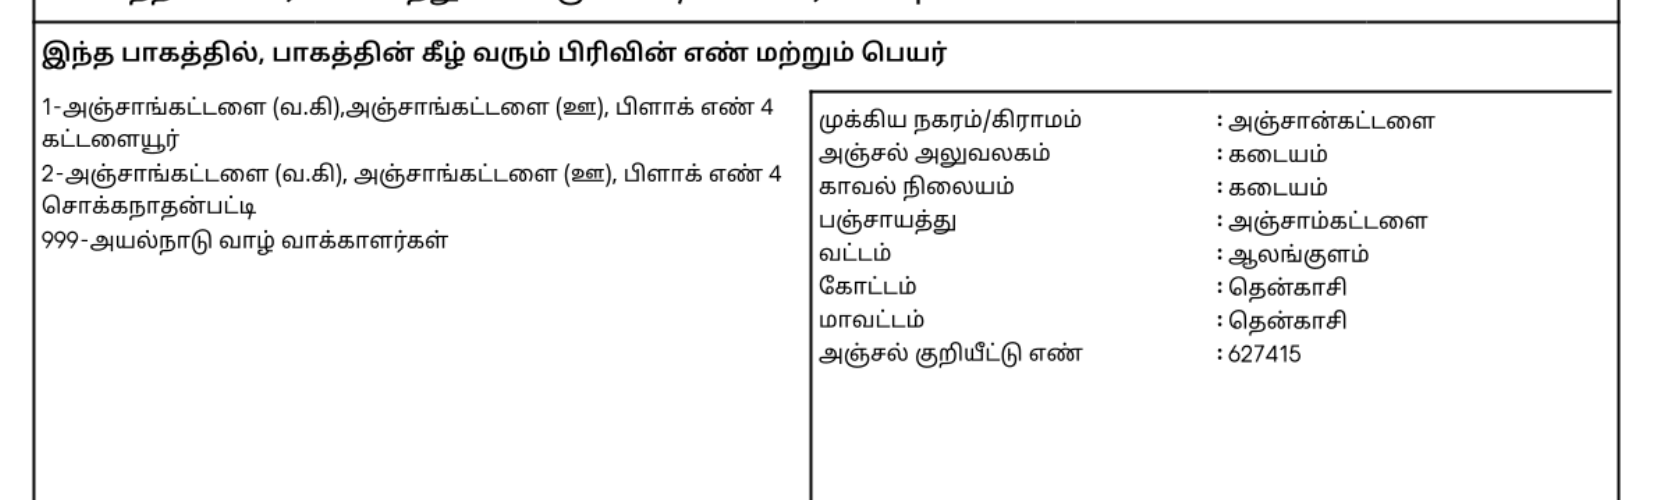 இந்த பாகத்தில், பாகத்தின் கீழ் வரும் பிரிவின் எண் மற்றும் பெயர்
1-அஞ்சாங்கட்டளை (வ.கி),அஞ்சாங்கட்டளை (ஊ), பிளாக் எண் 4
கட்டளையூர்
2-அஞ்சாங்கட்டளை (வ.கி), அஞ்சாங்கட்டளை (ஊ), பிளாக் எண் 4
சொக்கநாதன்பட்டி
999-அயல்நாடு வாழ் வாக்காளர்கள்
முக்கிய நகரம்/கிராமம் : அஞ்சான்கட்டளை
அஞ்சல் அலுவலகம் : கடையம்
காவல் நிலையம் : கடையம்
பஞ்சாயத்து : அஞ்சாம்கட்டளை
வட்டம் : ஆலங்குளம்
கோட்டம் : தென்காசி
மாவட்டம் : தென்காசி
அஞ்சல் குறியீட்டு எண் : 627415